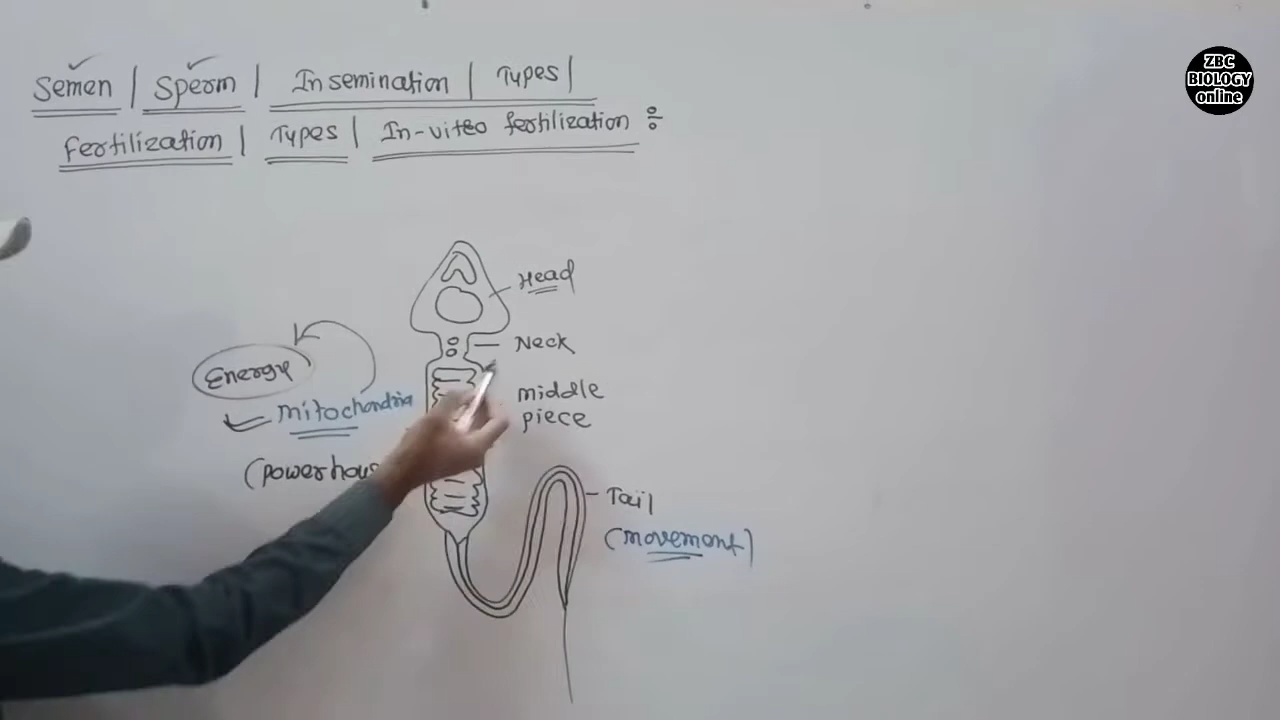 Semen | Sperm | Insemination | Types |
Fertilization | Types | In-vitro fertilization ÷
Head
Neck
middle
piece
Energy
Mitochondria
(powerhous
Tail
(movement)
ZBC
BIOLOGY
online